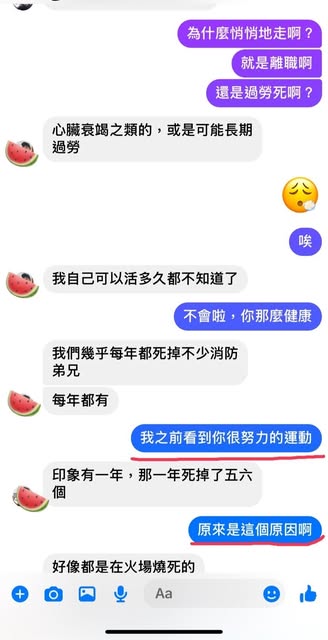 為什麼悄悄地走啊？
就是離職啊
還是過勞死啊？
心臟衰竭之類的，或是可能長期
過勞
唉
我自己可以活多久都不知道了
不會啦，你那麼健康
我們幾乎每年都死掉不少消防
弟兄
每年都有
我之前看到你很努力的運動
印象有一年，那一年死掉了五六
個
原來是這個原因啊
好像都是在火場燒死的
Aa